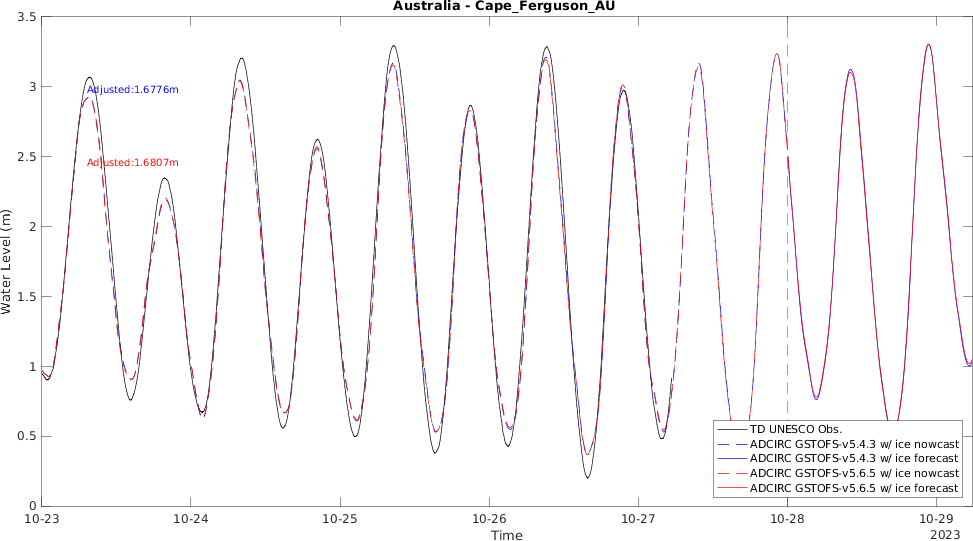 Australia - Cape_Ferguson_AU
3.5
3
2.5
2
1.5
1
0.5
0
Water Level (m)
Adjusted:1.6776m
Adjusted:1.6807m
TD UNESCO Obs.
ADCIRC GSTOFS-v5.4.3 w/ ice nowcast
ADCIRC GSTOFS-v5.4.3 w/ ice forecast
ADCIRC GSTOFS-v5.6.5 w/ ice nowcast
ADCIRC GSTOFS-v5.6.5 w/ ice forecast
10-23 10-24 10-25 10-26 10-27 10-28 10-29
Time
2023